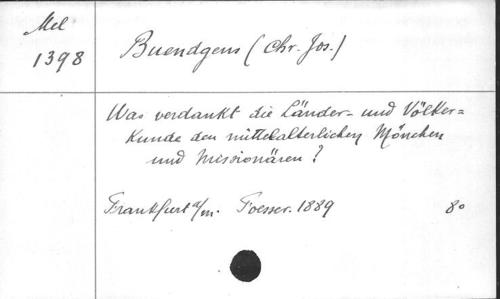 Mel
1398
Buendgens (Chr. Jos.)
Was verdankt die Länder- und Völker=
kunde den mittelalterlichen Mönchen
und Missionären?
Frankfurt a/m. Foesser. 1889 8o